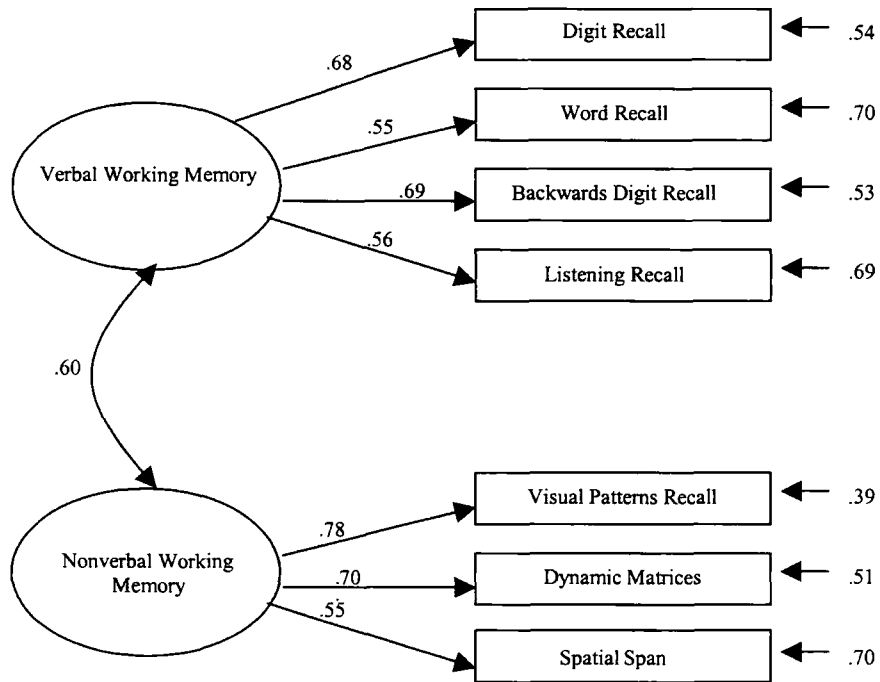 Digit Recall
.54
.68
Word Recall
.70
.55
Verbal Working Memory
.69
Backwards Digit Recall
.53
.56
Listening Recall
.69
.60
Visual Patterns Recall
.39
.78
Nonverbal Working
Memory
.70
Dynamic Matrices
.51
.55
Spatial Span
.70